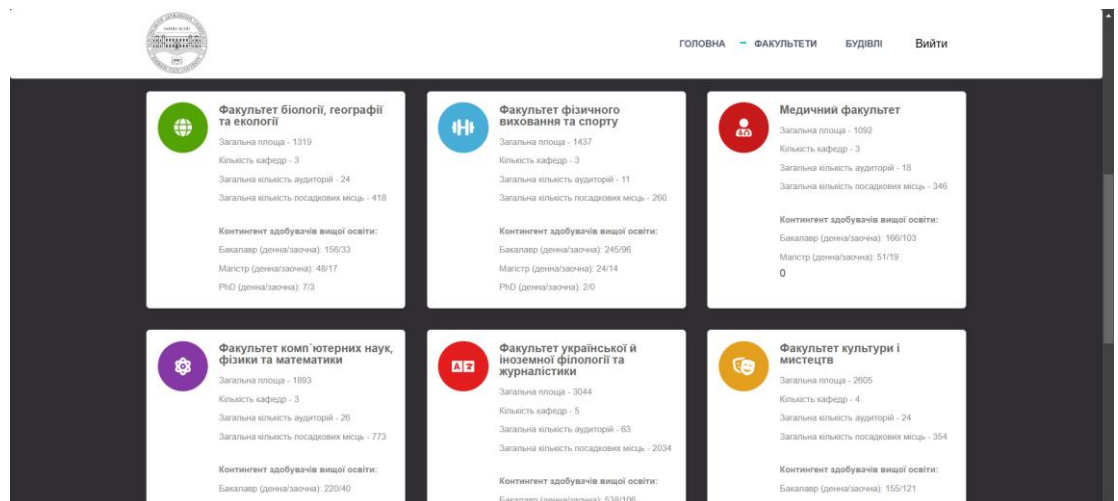 ГОЛОВНА
ФАКУЛЬТЕТИ
БУДІВЛІ
Вийти
Факультет біології, географії
та екології
Загальна площа - 1319
Кількість кафедр - 3
Загальна кількість аудиторій - 24
Загальна кількість посадкових місць - 418
Контингент здобувачів вищої освіти:
Бакалавр (денна/заочна): 156/33
Магістр (денна/заочна): 48/17
PhD (денна/заочна): 7/3
Факультет фізичного
виховання та спорту
Загальна площа - 1437
Кількість кафедр - 3
Загальна кількість аудиторій - 11
Загальна кількість посадкових місць - 260
Контингент здобувачів вищої освіти:
Бакалавр (денна/заочна): 245/96
Магістр (денна/заочна): 24/14
PhD (денна/заочна): 2/0
Медичний факультет
Загальна площа - 1092
Кількість кафедр - 3
Загальна кількість аудиторій - 18
Загальна кількість посадкових місць - 346
Контингент здобувачів вищої освіти:
Бакалавр (денна/заочна): 166/103
Магістр (денна/заочна): 51/19
0
Факультет комп`ютерних наук,
фізики та математики
Загальна площа - 1893
Кількість кафедр - 3
Загальна кількість аудиторій - 26
Загальна кількість посадкових місць - 773
Контингент здобувачів вищої освіти:
Бакалавр (денна/заочна): 220/40
Факультет української й
іноземної філології та
журналістики
Загальна площа - 3044
Кількість кафедр - 5
Загальна кількість аудиторій - 63
Загальна кількість посадкових місць - 2034
Контингент здобувачів вищої освіти:
Бакалавр (денна/заочна): 538/106
Факультет культури і
мистецтв
Загальна площа - 2605
Кількість кафедр - 4
Загальна кількість аудиторій - 24
Загальна кількість посадкових місць - 354
Контингент здобувачів вищої освіти:
Бакалавр (денна/заочна): 155/121